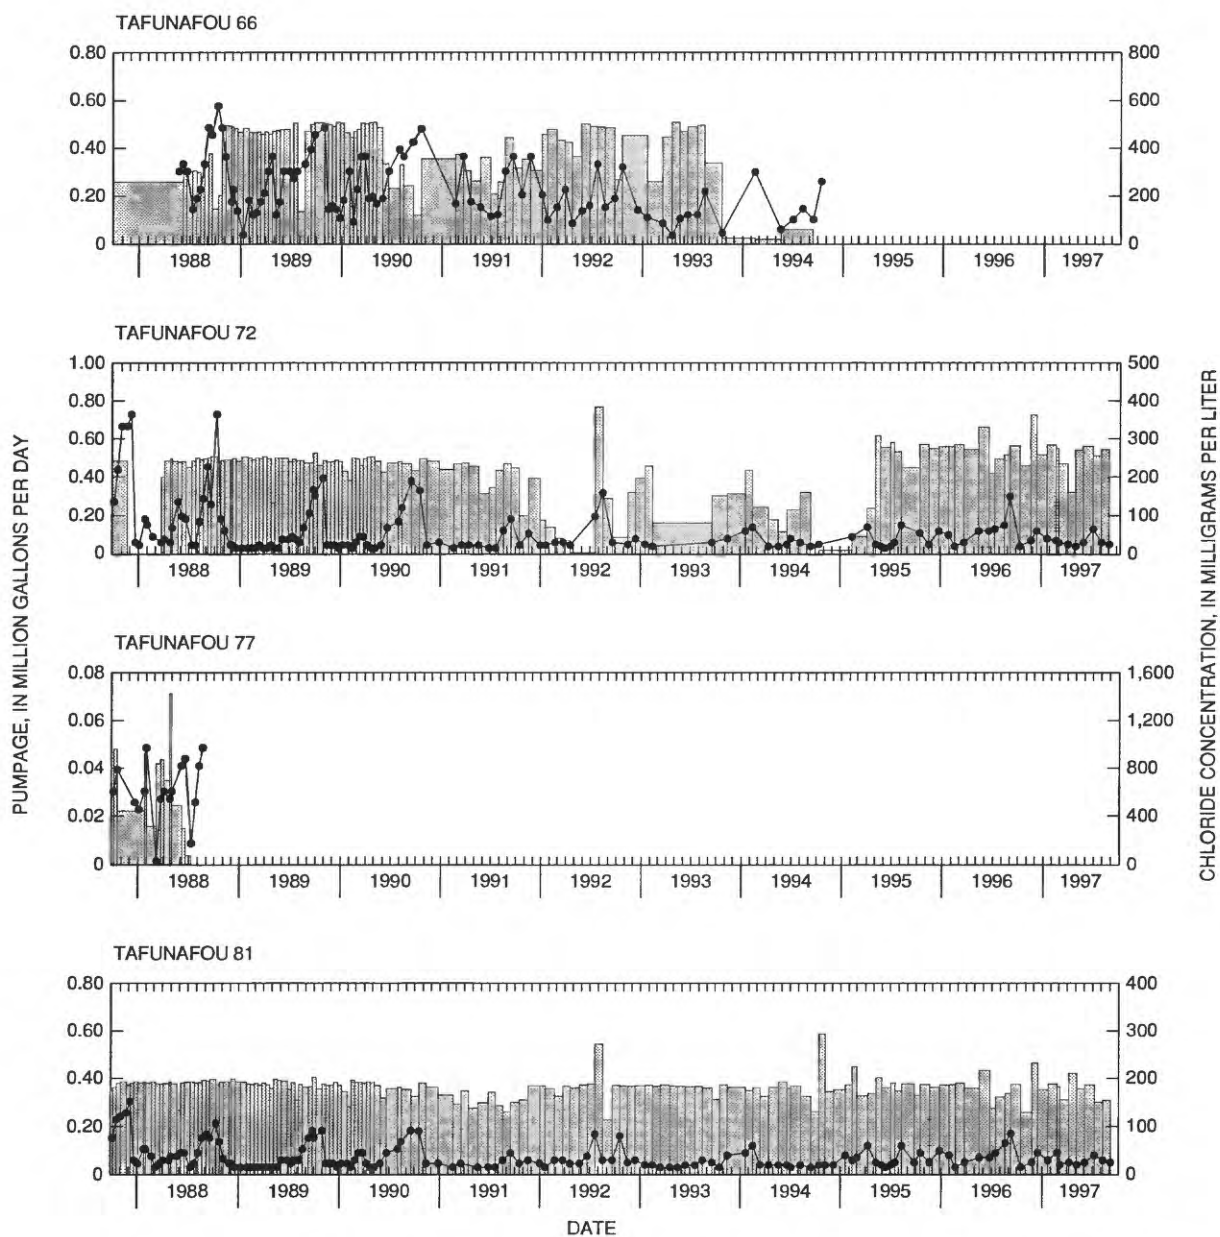 TAFUNAFOU 66
0.80 800
0.60 600
0.40 400
0.20 200
0 0
1988 1989 1990 1991 1992 1993 1994 1995 1996 1997
TAFUNAFOU 72
1.00 500
0.80 400
0.60 300
0.40 200
0.20 100
0 0
1988 1989 1990 1991 1992 1993 1994 1995 1996 1997
PUMPAGE, IN MILLION GALLONS PER DAY
CHLORIDE CONCENTRATION, IN MILLIGRAMS PER LITER
TAFUNAFOU 77
0.08 1,600
0.06 1,200
0.04 800
0.02 400
0 0
1988 1989 1990 1991 1992 1993 1994 1995 1996 1997
TAFUNAFOU 81
0.80 400
0.60 300
0.40 200
0.20 100
0 0
1988 1989 1990 1991 1992 1993 1994 1995 1996 1997
DATE